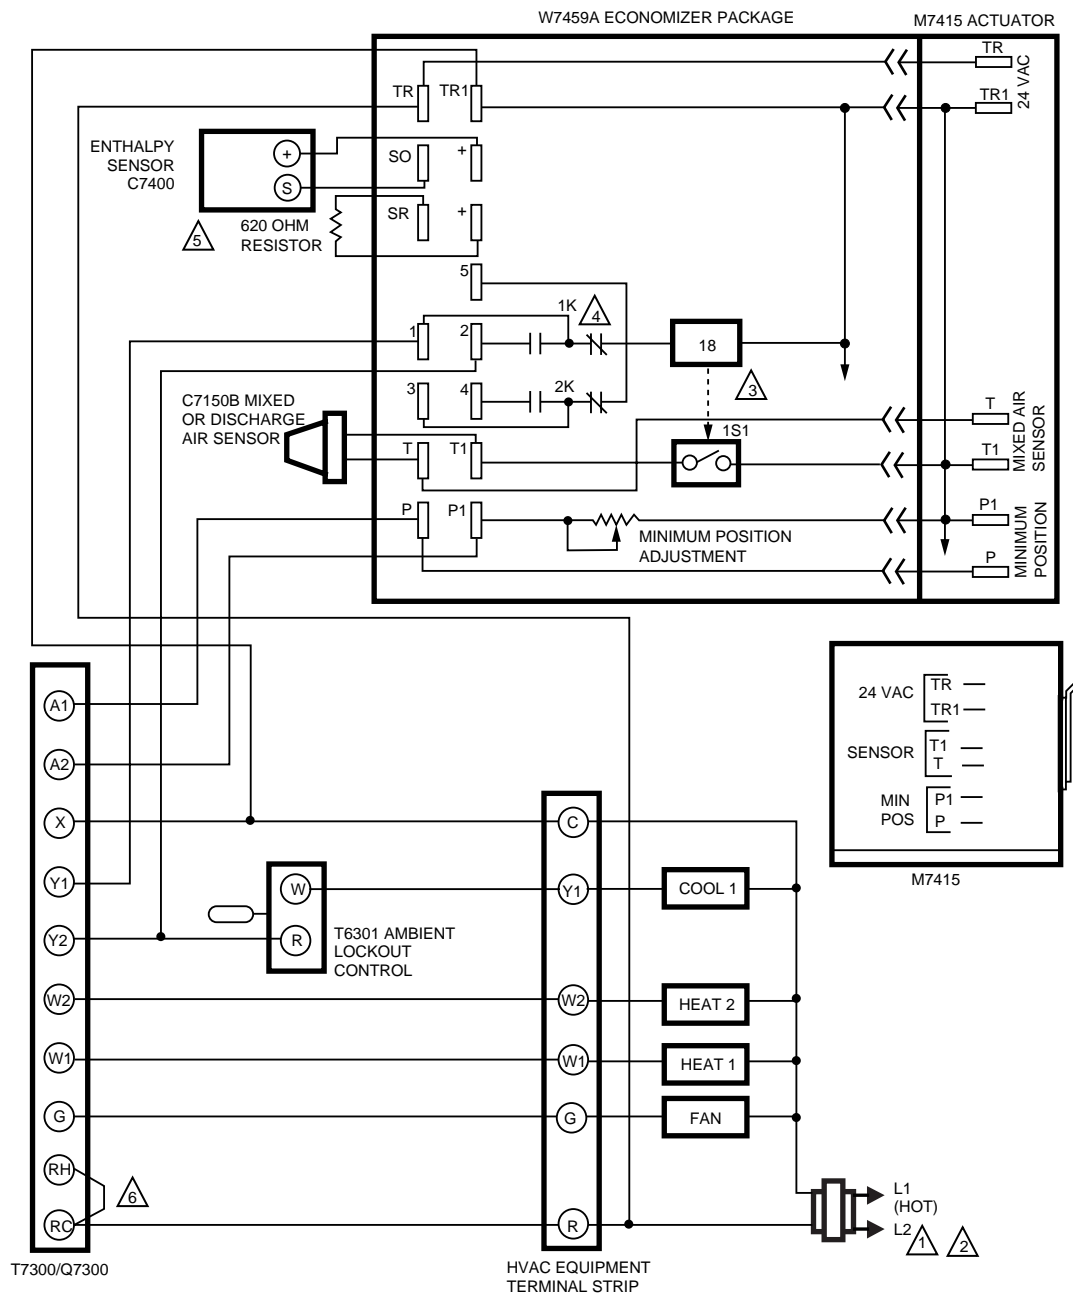 W7459A ECONOMIZER PACKAGE
M7415 ACTUATOR
TR
TR TR1
24 VAC
TR1
ENTHALPY
SENSOR
C7400
+
S
SO +
5
620 OHM
RESISTOR
SR +
5
1K
4
1 2
18
3
C7150B MIXED
OR DISCHARGE
AIR SENSOR
3 4
2K
T
1S1
T T1
T1
MIXED AIR
SENSOR
P P1
P1
MINIMUM POSITION
ADJUSTMENT
P
MINIMUM
POSITION
A1
24 VAC
TR
TR1
SENSOR
T1
T
MIN
POS
P1
P
M7415
A2
X
C
Y1
W
Y1
COOL 1
Y2
R
T6301 AMBIENT
LOCKOUT
CONTROL
W2
W2
HEAT 2
W1
W1
HEAT 1
G
G
FAN
RH
6
L1
(HOT)
RC
R
L2
1
2
T7300/Q7300
HVAC EQUIPMENT
TERMINAL STRIP